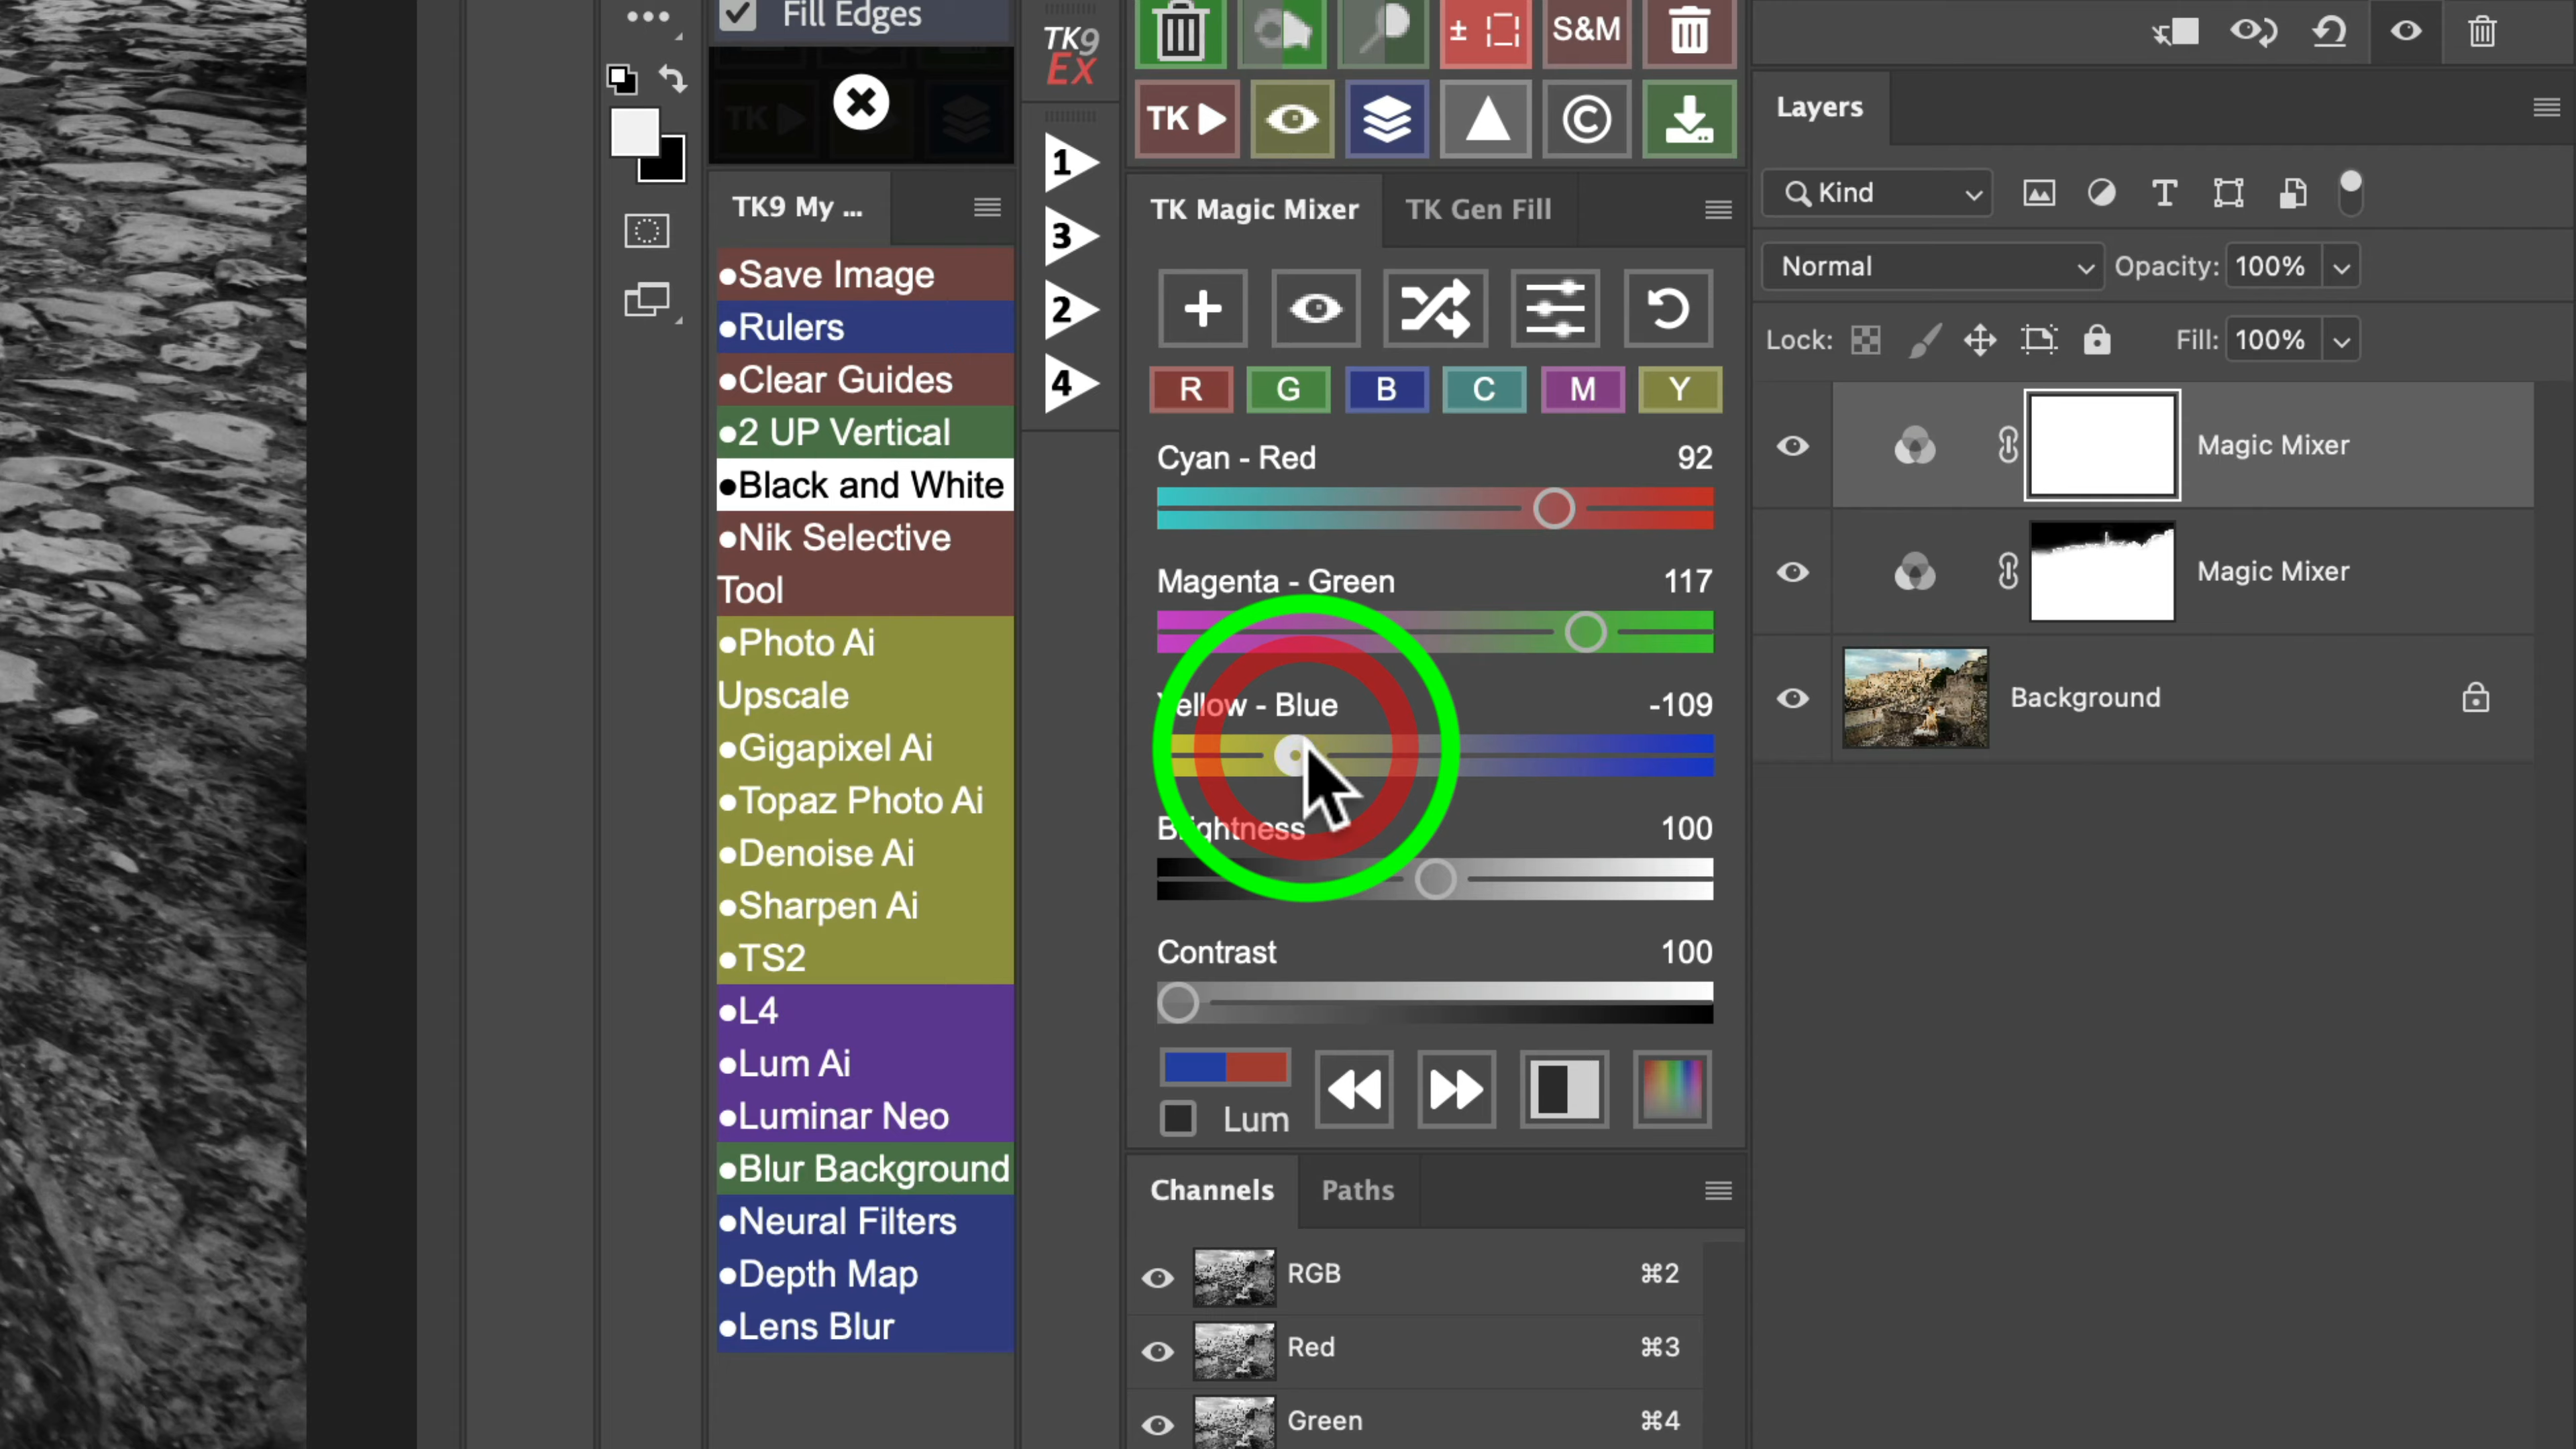 Fill Edges
TK
TK9 My ...
●Save Image
●Rulers
●Clear Guides
●2 UP Vertical
●Black and White
●Nik Selective
Tool
●Photo Ai
Upscale
●Gigapixel Ai
●Topaz Photo Ai
●Denoise Ai
●Sharpen Ai
●TS2
●L4
●Lum Ai
●Luminar Neo
●Blur Background
●Neural Filters
●Depth Map
●Lens Blur
TK9
Ex
1
3
2
4
± S&M
TK
TK Magic Mixer TK Gen Fill
R G B C M Y
Cyan - Red 92
Magenta - Green 117
Yellow - Blue -109
Brightness 100
Contrast 100
Lum
Channels Paths
RGB ⌘2
Red ⌘3
Green ⌘4
Layers
Kind
Normal Opacity: 100%
Lock: Fill: 100%
Magic Mixer
Magic Mixer
Background